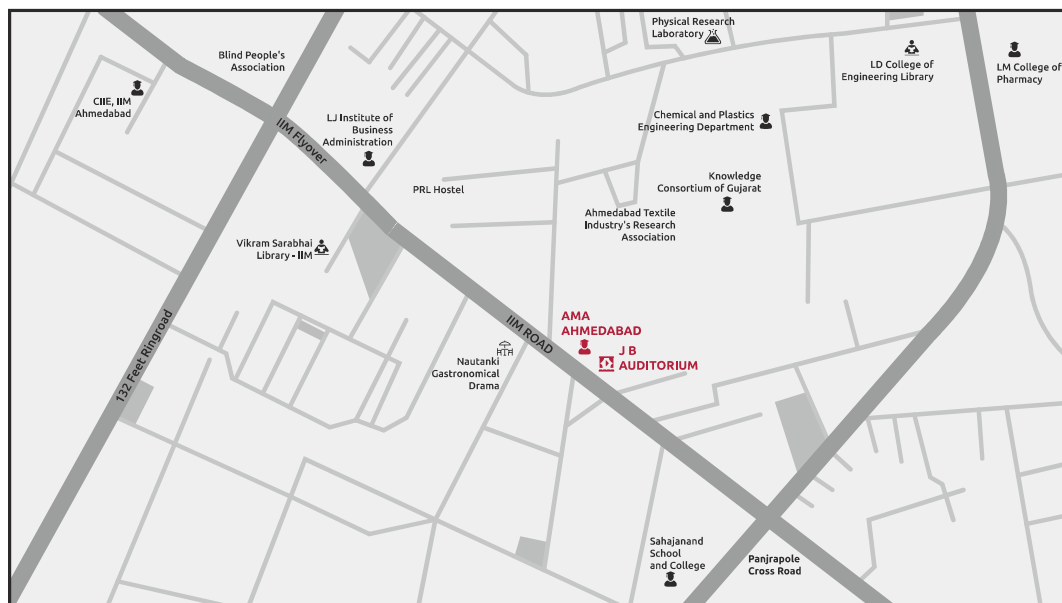 Physical Research
Laboratory
Blind People's
Association
LD College of
Engineering Library
LM College of
Pharmacy
CIIE, IIM
Ahmedabad
IIM Flyover
LJ Institute of
Business
Administration
Chemical and Plastics
Engineering Department
PRL Hostel
Knowledge
Consortium of Gujarat
Ahmedabad Textile
Industry's Research
Association
Vikram Sarabhai
Library - IIM
132 Feet Ringroad
IIM ROAD
AMA
AHMEDABAD
J B
AUDITORIUM
Nautanki
Gastronomical
Drama
Sahajanand
School
and College
Panjrapole
Cross Road